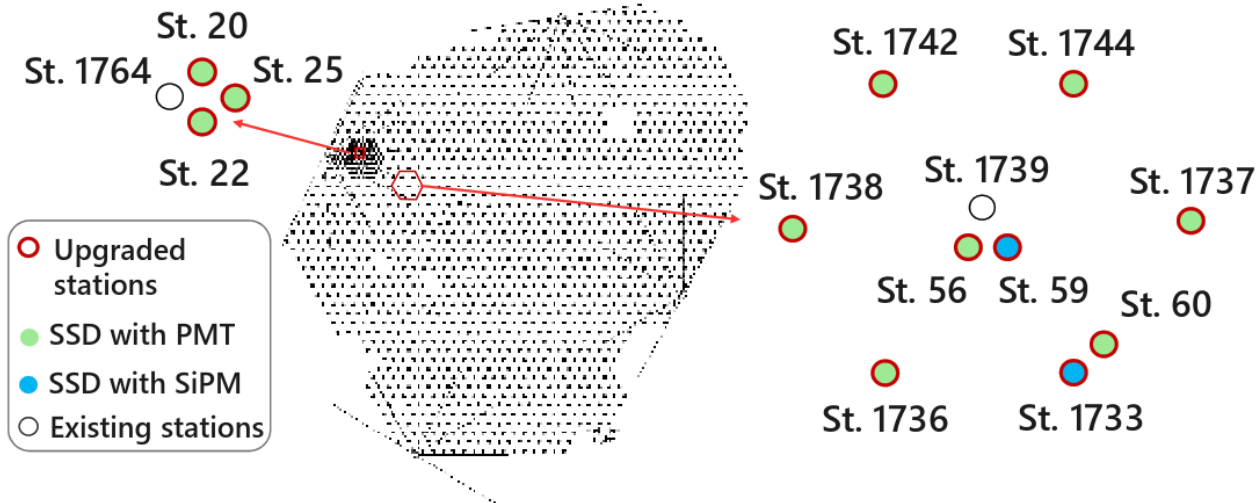 St. 20
St. 1764
St. 25
St. 22
Upgraded
stations
SSD with PMT
SSD with SiPM
Existing stations
St. 1742
St. 1744
St. 1739
St. 1738
St. 1737
St. 56
St. 59
St. 60
St. 1736
St. 1733